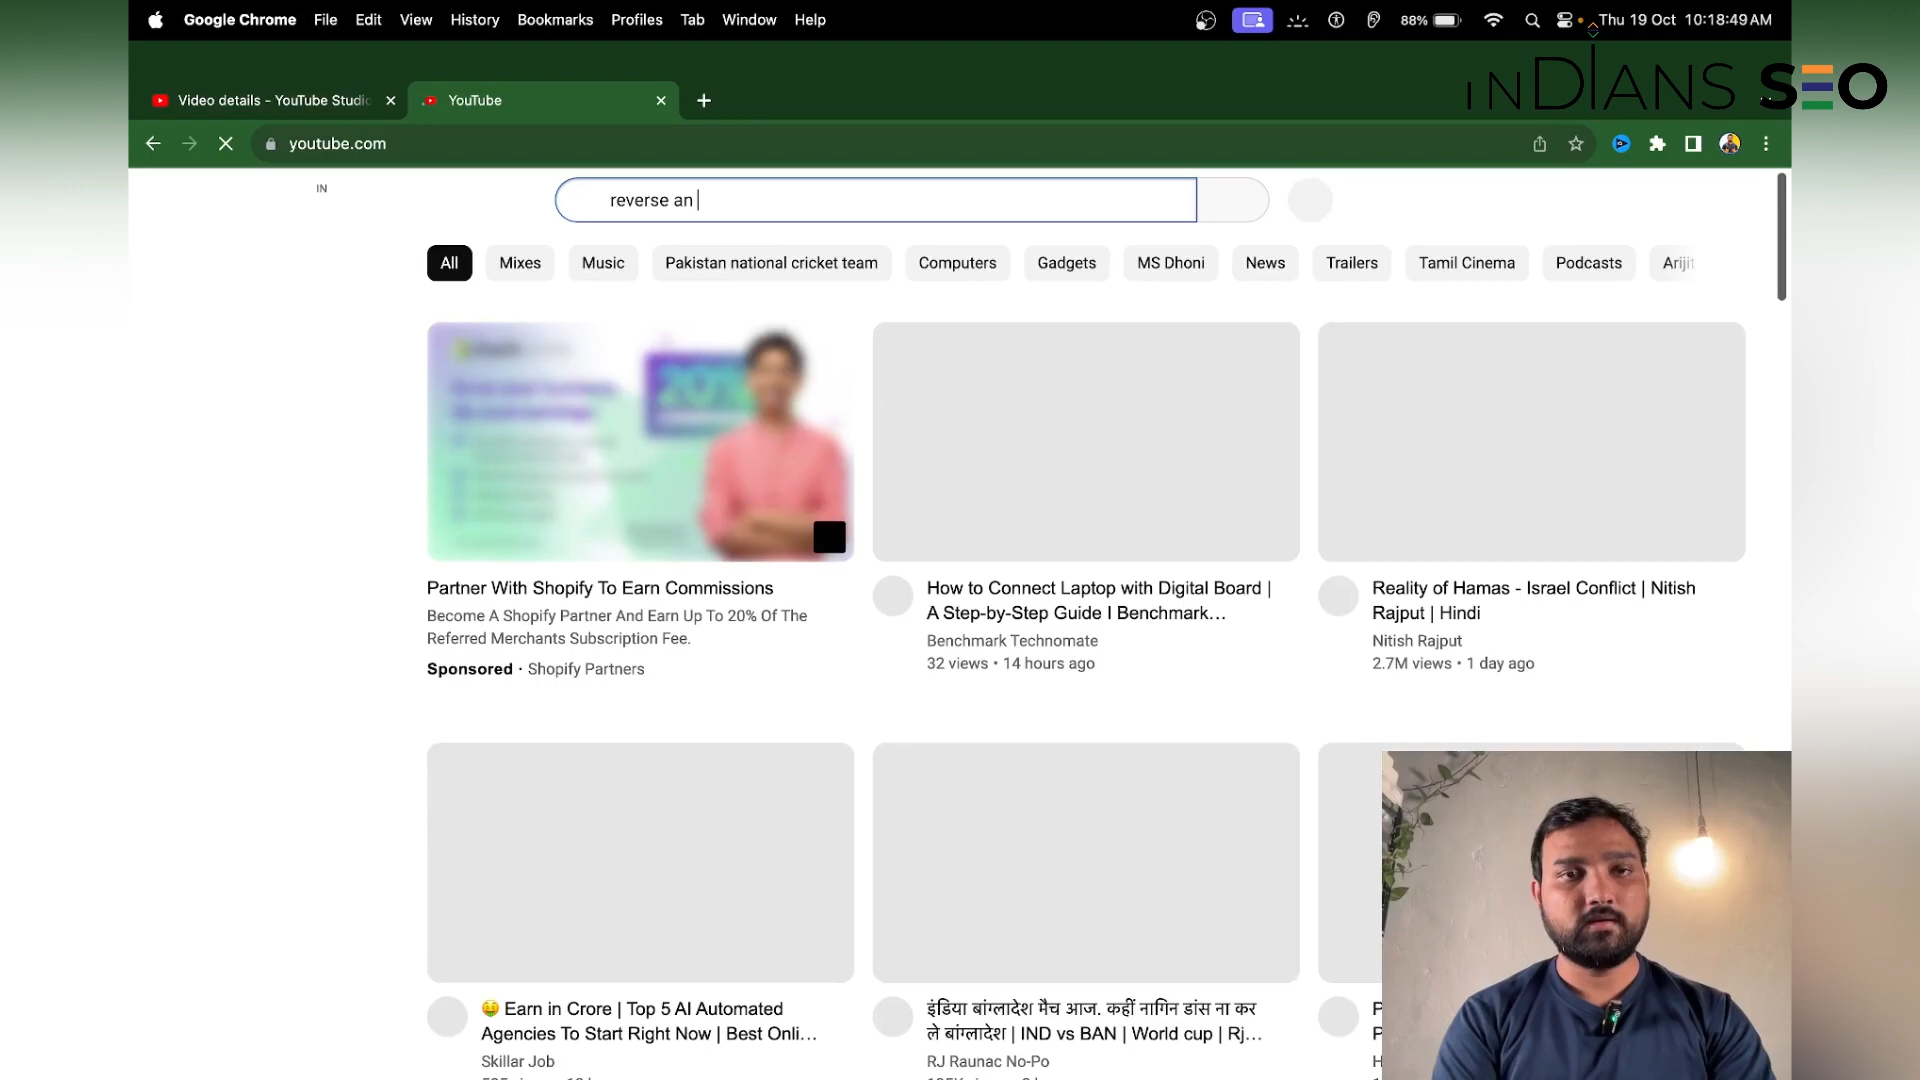 Google Chrome File Edit View History Bookmarks Profiles Tab Window Help 88% Thu 19 Oct 10:18:49 AM
iNDIANS SEO
Video details - YouTube Studio YouTube
youtube.com
IN
reverse an
All Mixes Music Pakistan national cricket team Computers Gadgets MS Dhoni News Trailers Tamil Cinema Podcasts Arijit
Partner With Shopify To Earn Commissions
Become A Shopify Partner And Earn Up To 20% Of The
Referred Merchants Subscription Fee.
Sponsored · Shopify Partners
How to Connect Laptop with Digital Board |
A Step-by-Step Guide I Benchmark...
Benchmark Technomate
32 views • 14 hours ago
Reality of Hamas - Israel Conflict | Nitish
Rajput | Hindi
Nitish Rajput
2.7M views • 1 day ago
🤑 Earn in Crore | Top 5 AI Automated
Agencies To Start Right Now | Best Onli...
Skillar Job
इंडिया बांग्लादेश मैच आज. कहीं नागिन डांस ना कर
ले बांग्लादेश | IND vs BAN | World cup | Rj...
RJ Raunac No-Po